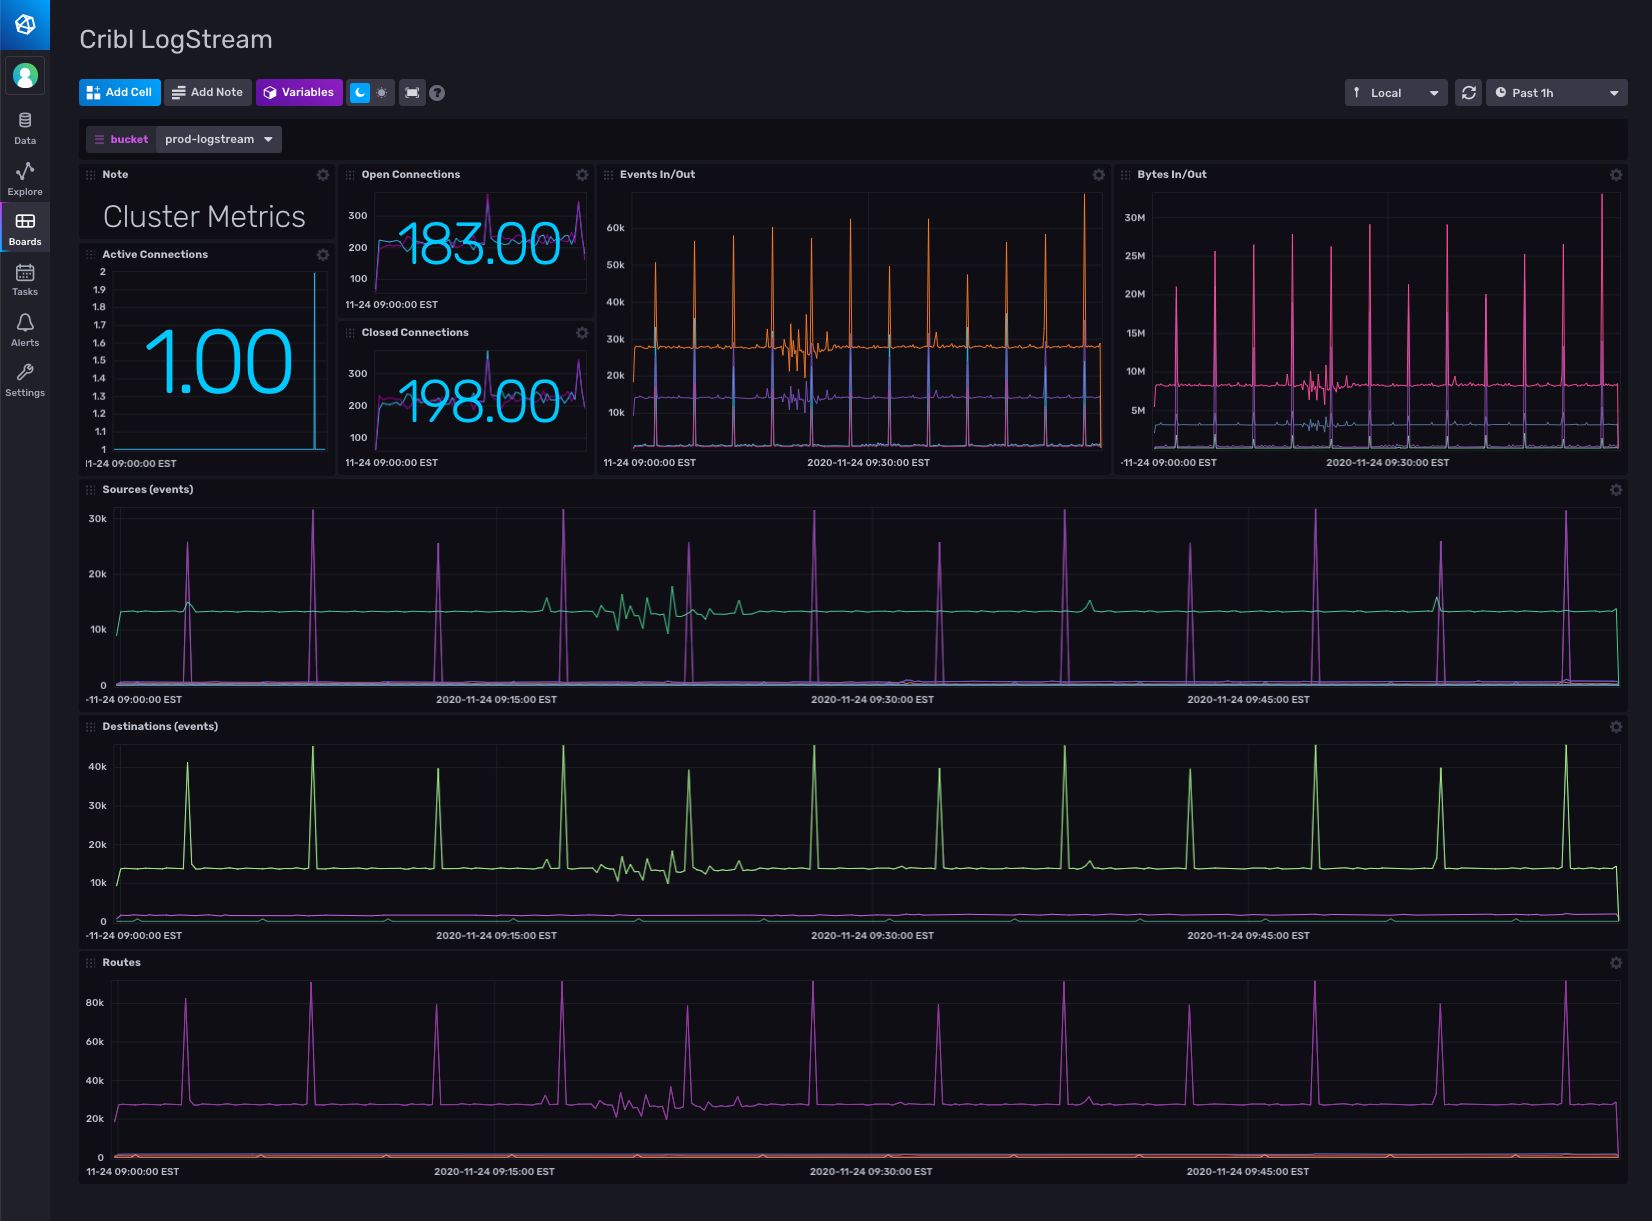 Cribl LogStream
Add Cell
Add Note
Variables
?
Local
Past 1h
Data
Explore
Boards
Tasks
Alerts
Settings
bucket
prod-logstream
Note
Cluster Metrics
Active Connections
2
1.9
1.8
1.7
1.6
1.5
1.4
1.3
1.2
1.1
1
1.00
11-24 09:00:00 EST
Open Connections
300
200
100
183.00
11-24 09:00:00 EST
Closed Connections
300
200
100
198.00
11-24 09:00:00 EST
Events In/Out
60k
50k
40k
30k
20k
10k
11-24 09:00:00 EST
2020-11-24 09:30:00 EST
Bytes In/Out
30M
25M
20M
15M
10M
5M
-11-24 09:00:00 EST
2020-11-24 09:30:00 EST
Sources (events)
30k
20k
10k
0
-11-24 09:00:00 EST
2020-11-24 09:15:00 EST
2020-11-24 09:30:00 EST
2020-11-24 09:45:00 EST
Destinations (events)
40k
30k
20k
10k
0
-11-24 09:00:00 EST
2020-11-24 09:15:00 EST
2020-11-24 09:30:00 EST
2020-11-24 09:45:00 EST
Routes
80k
60k
40k
20k
0
11-24 09:00:00 EST
2020-11-24 09:15:00 EST
2020-11-24 09:30:00 EST
2020-11-24 09:45:00 EST